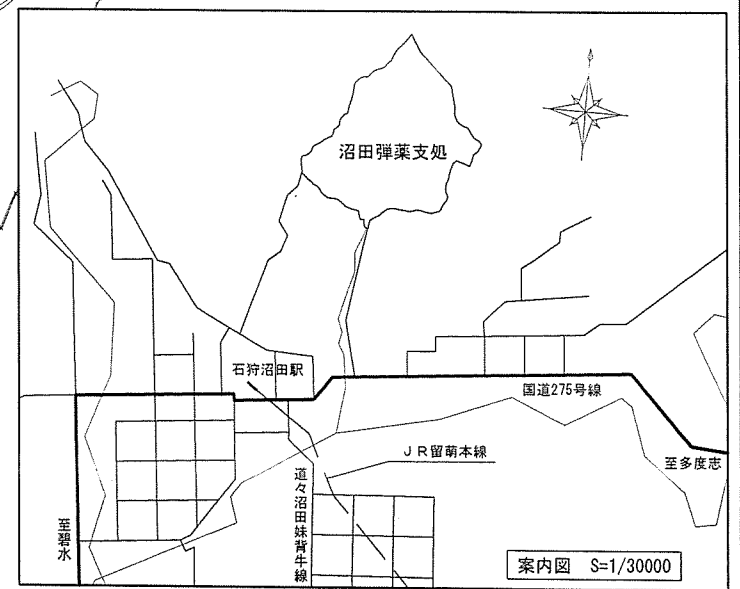 沼田弾薬支処
石狩沼田駅
国道275号線
JR留萌本線
至多度志
道々沼田妹背牛線
至碧水
案内図 S=1/30000